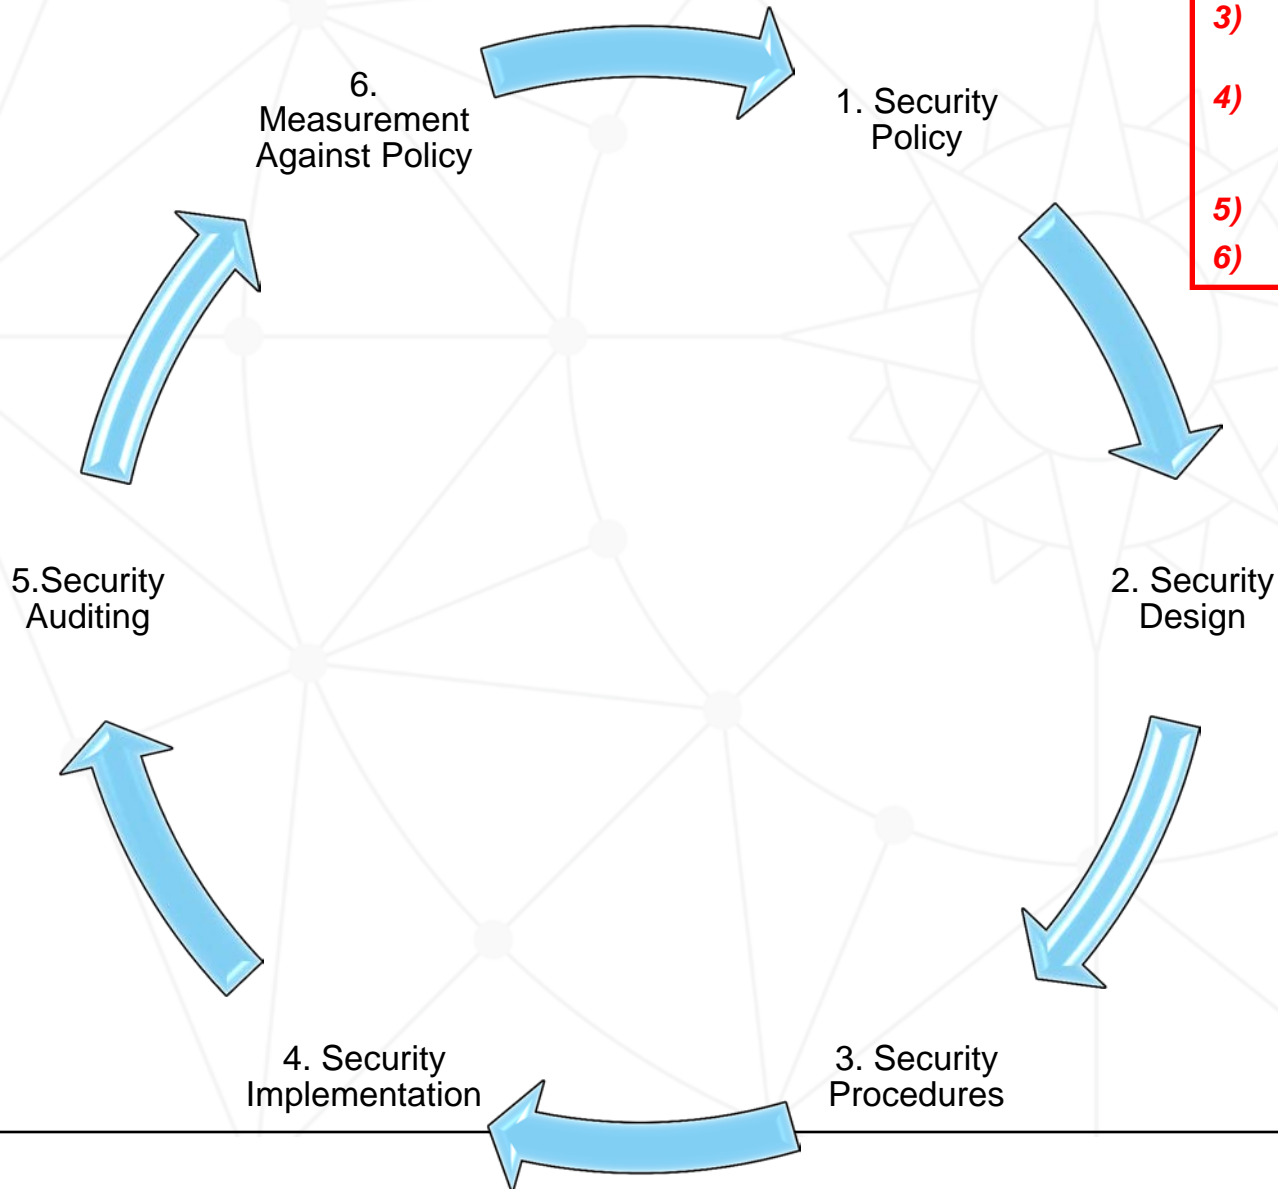 6.
Measurement
Against Policy
1. Security
Policy
3)
4)
5)
6)
5.Security
Auditing
2. Security
Design
4. Security
Implementation
3. Security
Procedures